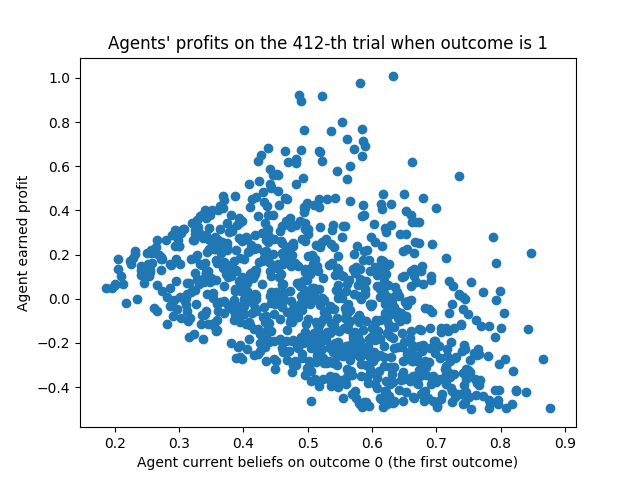 Agents' profits on the 412-th trial when outcome is 1
1.0
0.8
0.6
0.4
0.2
0.0
−0.2
−0.4
Agent earned profit
0.2 0.3 0.4 0.5 0.6 0.7 0.8 0.9
Agent current beliefs on outcome 0 (the first outcome)